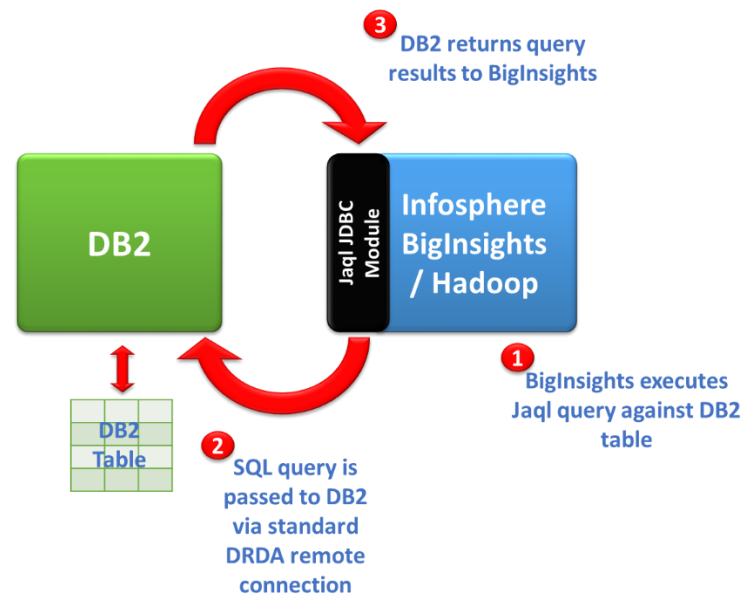 3
DB2 returns query
results to BigInsights
DB2
Jaql JDBC
Module
Infosphere
BigInsights
/ Hadoop
1
BigInsights executes
Jaql query against DB2
table
DB2
Table
2
SQL query is
passed to DB2
via standard
DRDA remote
connection